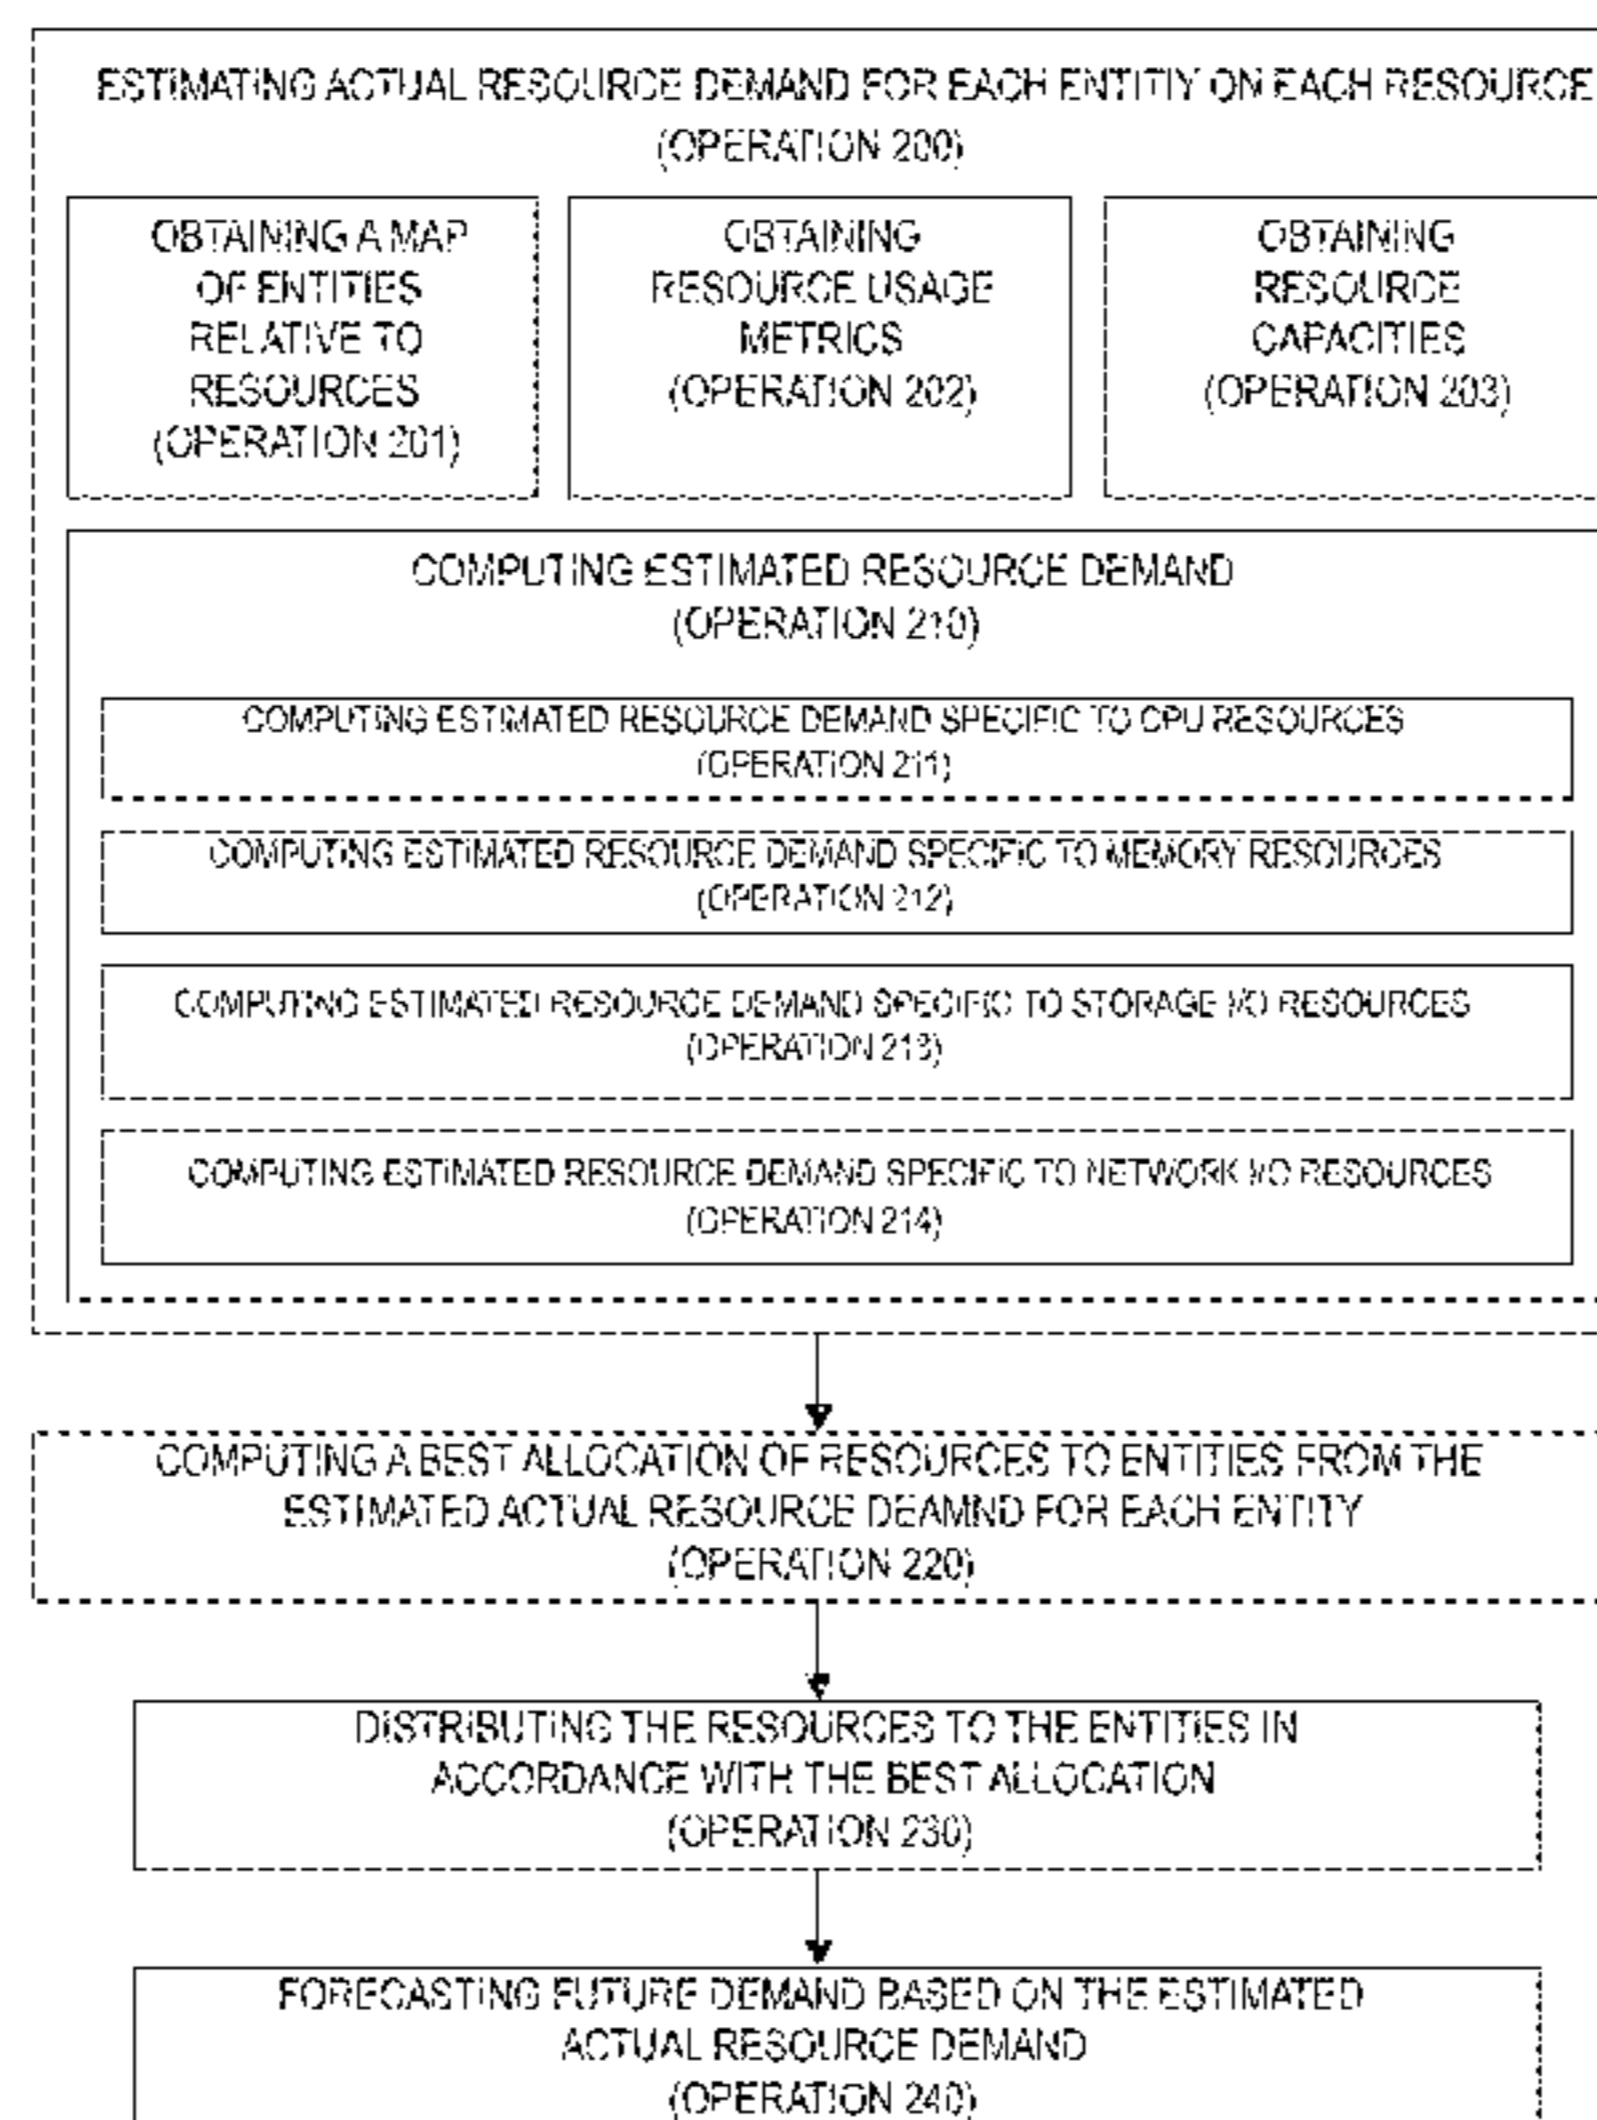 ESTIMATING ACTUAL RESOURCE DEMAND FOR EACH ENTITIY ON EACH RESOURCE
(OPERATION 200)
OBTAINING A MAP
OF ENTITIES
RELATIVE TO
RESOURCES
(OPERATION 201)
OBTAINING
RESOURCE USAGE
METRICS
(OPERATION 202)
OBTAINING
RESOURCE
CAPACITIES
(OPERATION 203)
COMPUTING ESTIMATED RESOURCE DEMAND
(OPERATION 210)
COMPUTING ESTIMATED RESOURCE DEMAND SPECIFIC TO CPU RESOURCES
(OPERATION 211)
COMPUTING ESTIMATED RESOURCE DEMAND SPECIFIC TO MEMORY RESOURCES
(OPERATION 212)
COMPUTING ESTIMATED RESOURCE DEMAND SPECIFIC TO STORAGE I/O RESOURCES
(OPERATION 213)
COMPUTING ESTIMATED RESOURCE DEMAND SPECIFIC TO NETWORK I/O RESOURCES
(OPERATION 214)
COMPUTING A BEST ALLOCATION OF RESOURCES TO ENTITIES FROM THE
ESTIMATED ACTUAL RESOURCE DEAMND FOR EACH ENTITY
(OPERATION 220)
DISTRIBUTING THE RESOURCES TO THE ENTITIES IN
ACCORDANCE WITH THE BEST ALLOCATION
(OPERATION 230)
FORECASTING FUTURE DEMAND BASED ON THE ESTIMATED
ACTUAL RESOURCE DEMAND
(OPERATION 240)